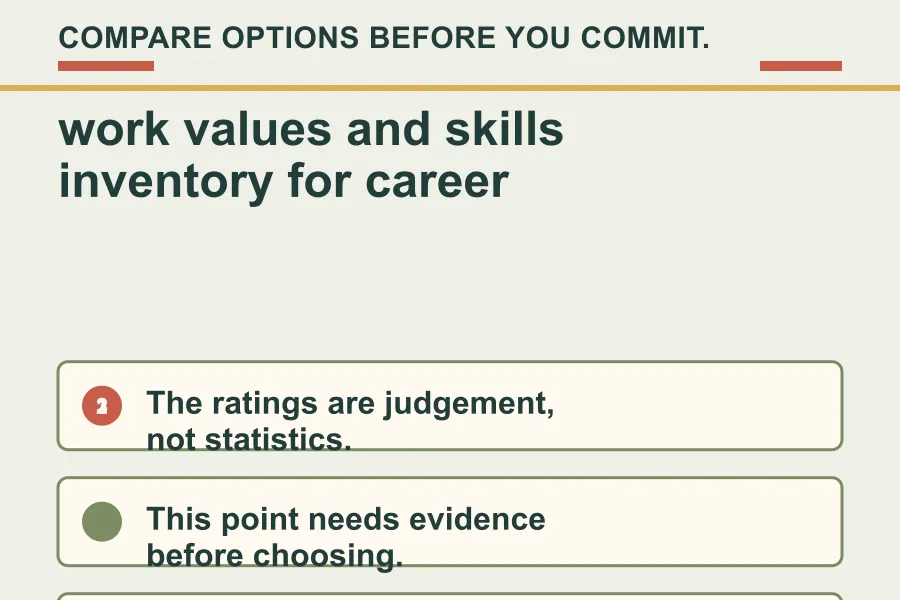 COMPARE OPTIONS BEFORE YOU COMMIT.
work values and skills
inventory for career
The ratings are judgement,
not statistics.
This point needs evidence
before choosing.